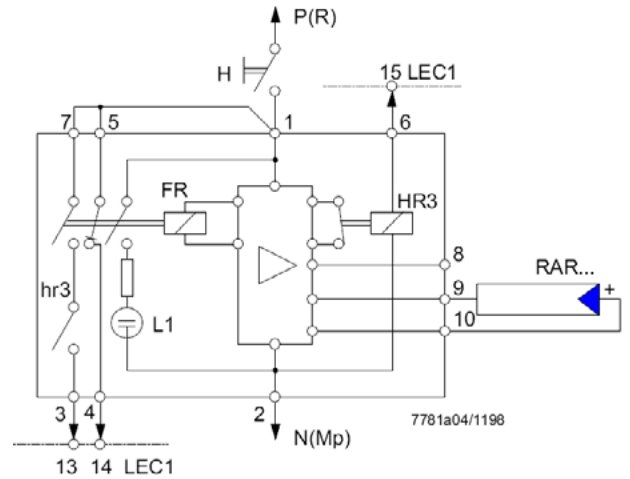 P(R)
H
15 LEC1
7 5 1 6
FR HR3
8
RAR...
9 +
hr3
10
L1
3 4 2
7781a04/1198
N(Mp)
13 14 LEC1